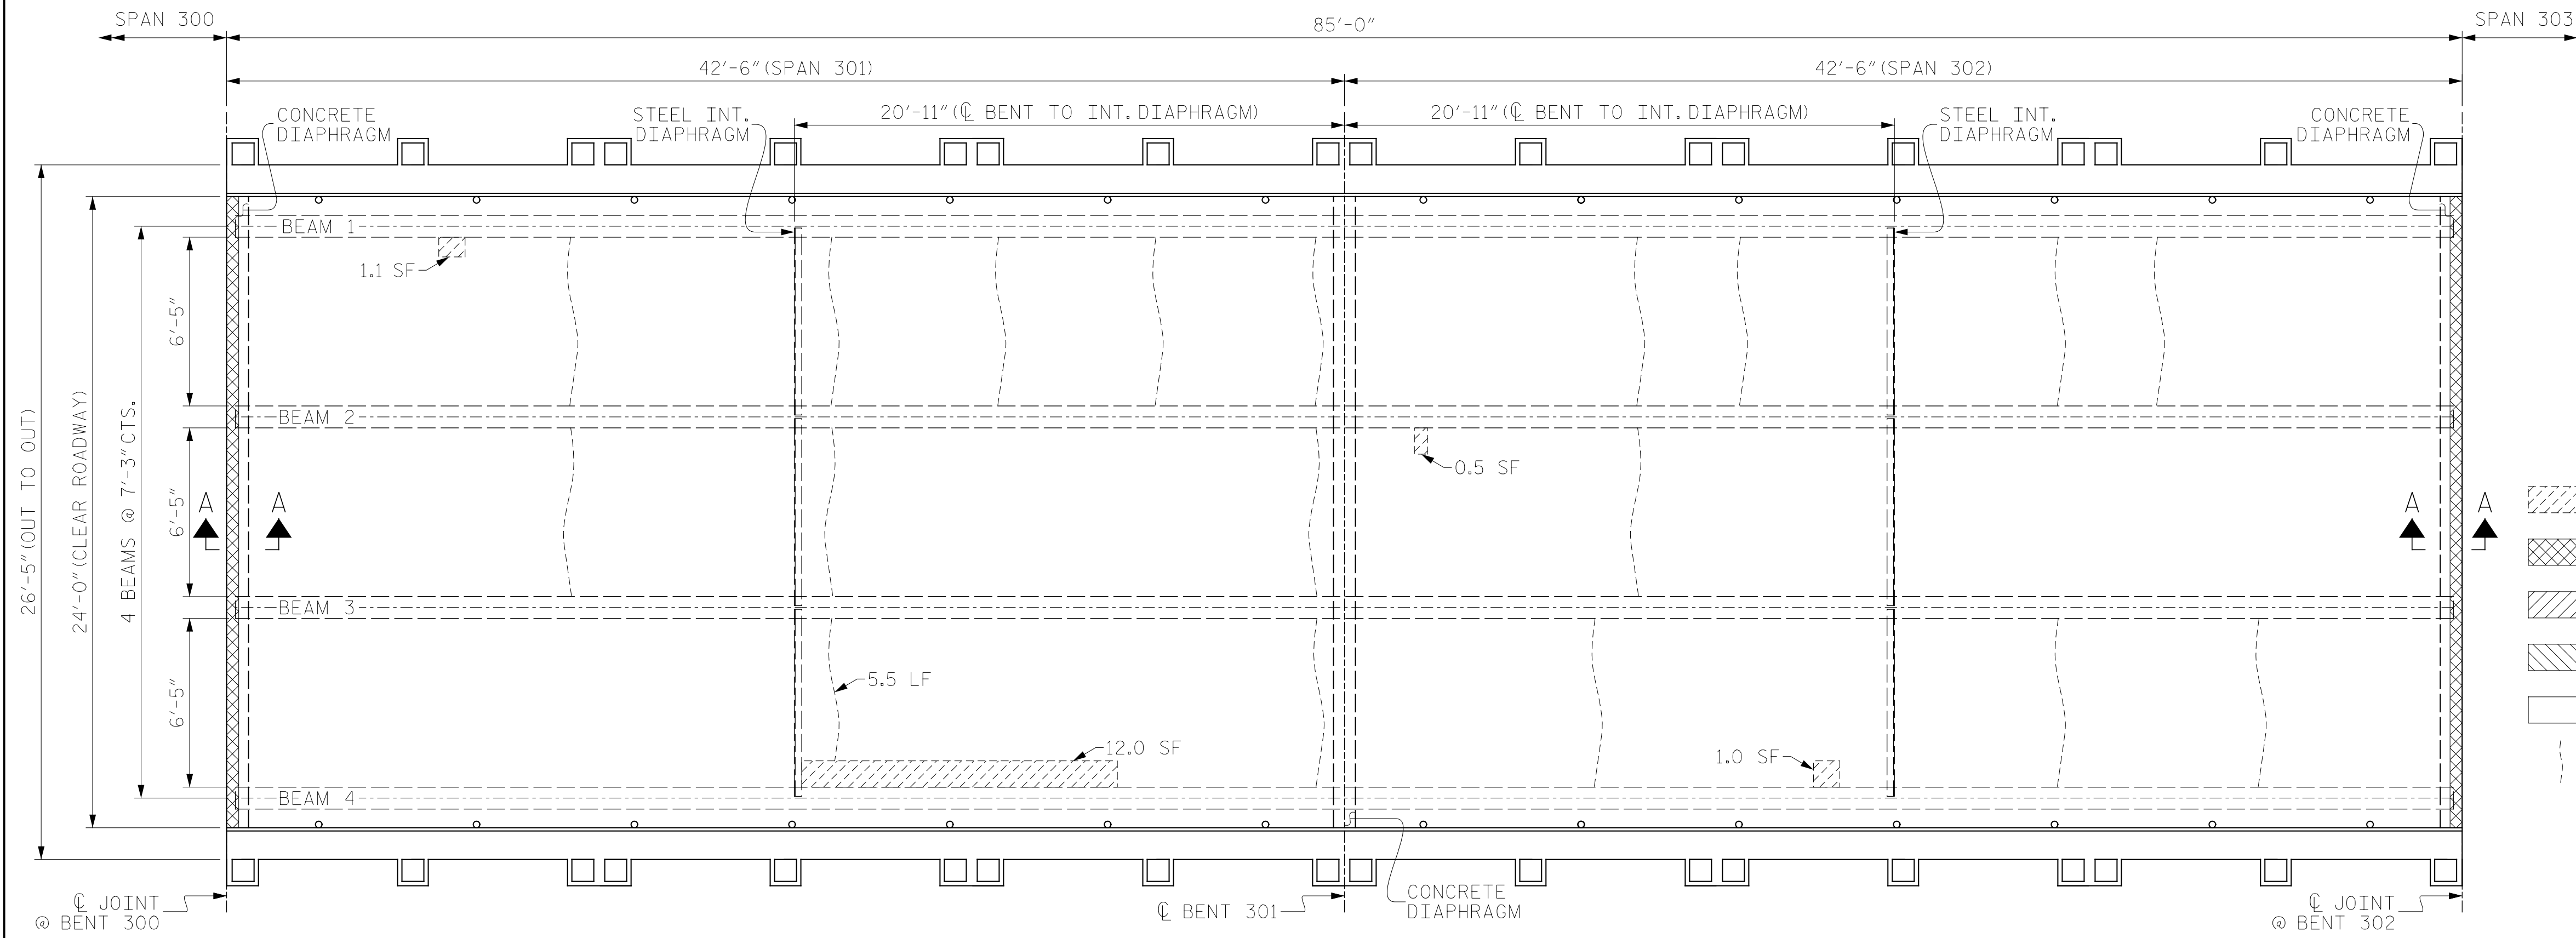 SPAN 300
85'-0"
SPAN 303
42'-6" (SPAN 301)
42'-6" (SPAN 302)
20'-11" (℄ BENT TO INT. DIAPHRAGM)
20'-11" (℄ BENT TO INT. DIAPHRAGM)
CONCRETE
DIAPHRAGM
STEEL INT.
DIAPHRAGM
STEEL INT.
DIAPHRAGM
CONCRETE
DIAPHRAGM
BEAM 1
1.1 SF
6'-5"
BEAM 2
0.5 SF
26'-5" (OUT TO OUT)
24'-0" (CLEAR ROADWAY)
4 BEAMS @ 7'-3" CTS.
6'-5"
A
A
A
A
BEAM 3
6'-5"
5.5 LF
12.0 SF
1.0 SF
BEAM 4
℄ JOINT
@ BENT 300
℄ BENT 301
CONCRETE
DIAPHRAGM
℄ JOINT
@ BENT 302